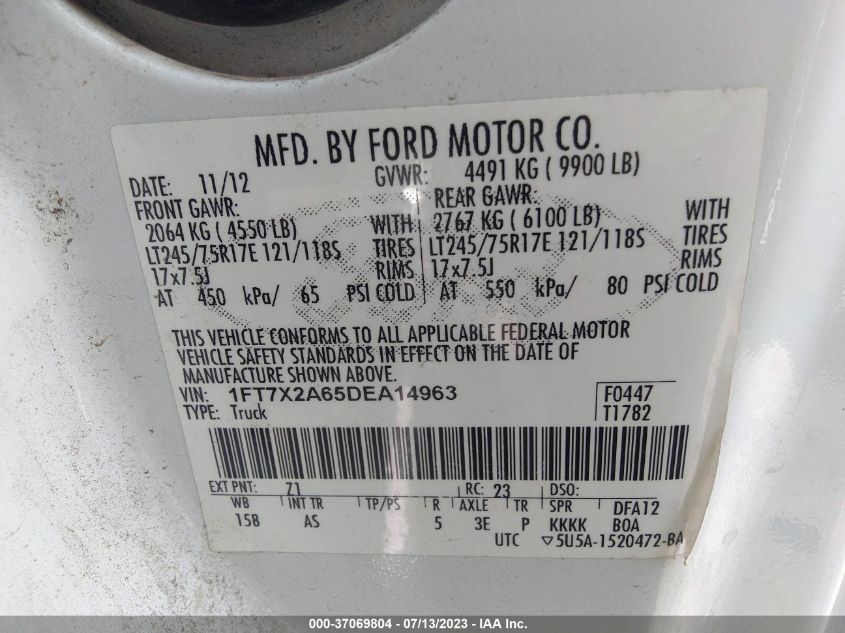 MFD. BY FORD MOTOR CO.
DATE: 11/12 GVWR: 4491 KG ( 9900 LB)
FRONT GAWR: REAR GAWR:
2064 KG ( 4550 LB) WITH 2767 KG ( 6100 LB) WITH
LT245/75R17E 121/118S TIRES LT245/75R17E 121/118S TIRES
17x7.5J RIMS 17x7.5J RIMS
AT 450 kPa/ 65 PSI COLD AT 550 kPa/ 80 PSI COLD
THIS VEHICLE CONFORMS TO ALL APPLICABLE FEDERAL MOTOR
VEHICLE SAFETY STANDARDS IN EFFECT ON THE DATE OF
MANUFACTURE SHOWN ABOVE.
VIN: 1FT7X2A65DEA14963 F0447
TYPE: Truck T1782
EXT PNT: Z1 RC: 23 DSO:
WB INT TR TP/PS R AXLE TR SPR DFA12
158 AS 5 3E P KKKK BOA
UTC ▽5U5A-1520472-BA
000-37069804 / 07/13/2023 - IAA Inc.